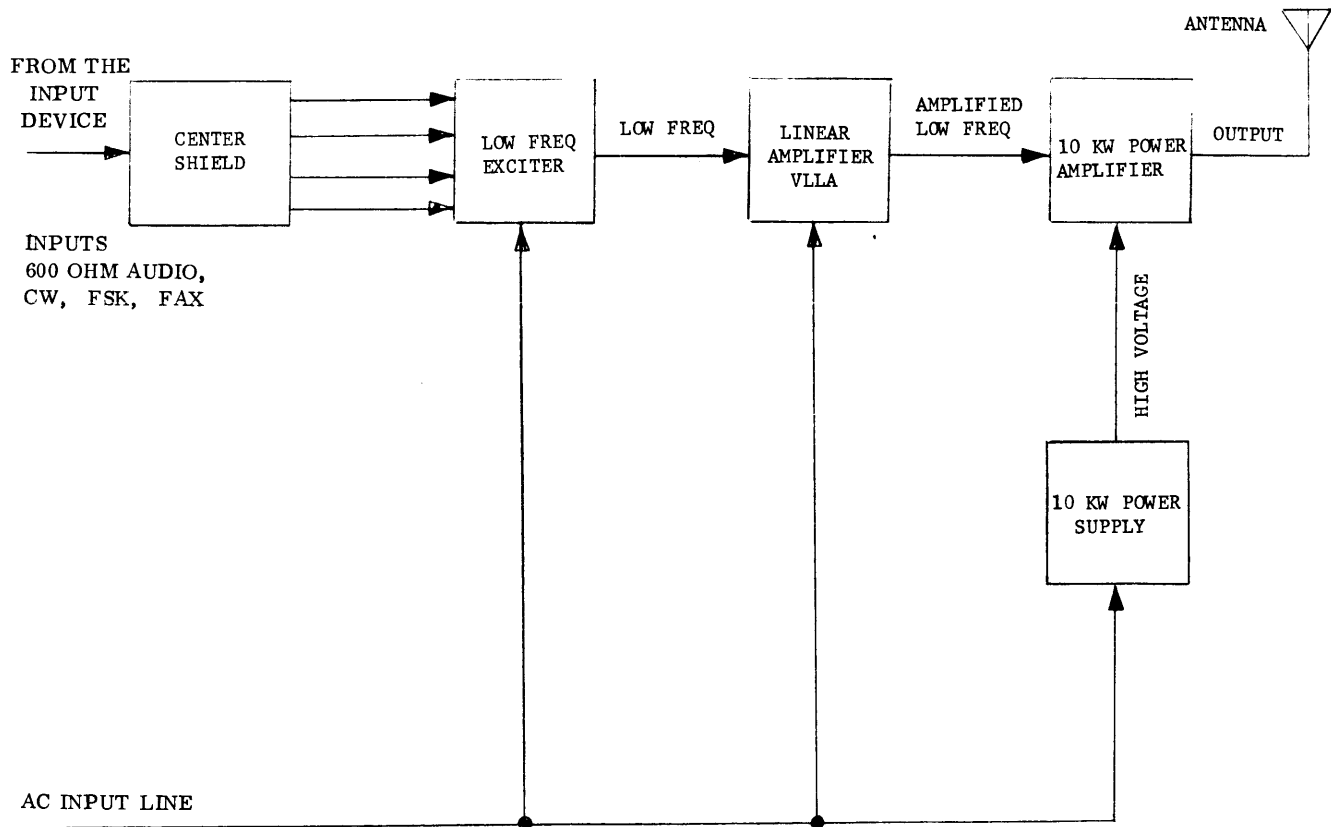 ANTENNA
FROM THE
INPUT
DEVICE
CENTER
SHIELD
LOW FREQ
EXCITER
LOW FREQ
LINEAR
AMPLIFIER
VLLA
AMPLIFIED
LOW FREQ
10 KW POWER
AMPLIFIER
OUTPUT
INPUTS
600 OHM AUDIO,
CW, FSK, FAX
HIGH VOLTAGE
10 KW POWER
SUPPLY
AC INPUT LINE